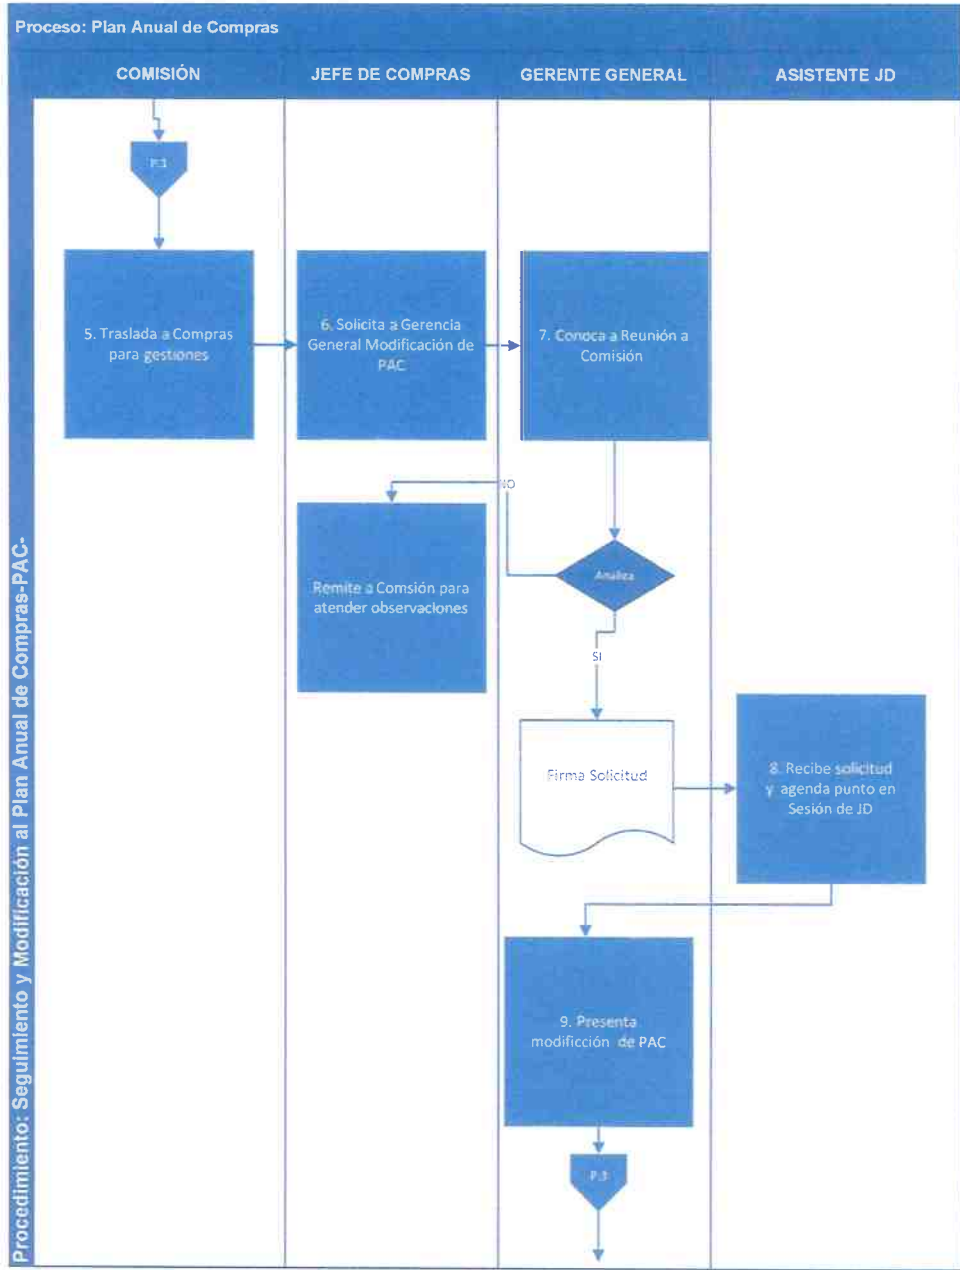 Proceso: Plan Anual de Compras
COMISIÓN
JEFE DE COMPRAS
GERENTE GENERAL
ASISTENTE JD
Procedimiento: Seguimiento y Modificación al Plan Anual de Compras-PAC-
P.1
5. Traslada a Compras
para gestiones
6. Solicita a Gerencia
General Modificación de
PAC
7. Conoca a Reunión a
Comisión
NO
Remite a Comsión para
atender observaciones
Analiza
SI
Firma Solicitud
8. Recibe solicitud
y agenda punto en
Sesión de JD
9. Presenta
modificción de PAC
P.3